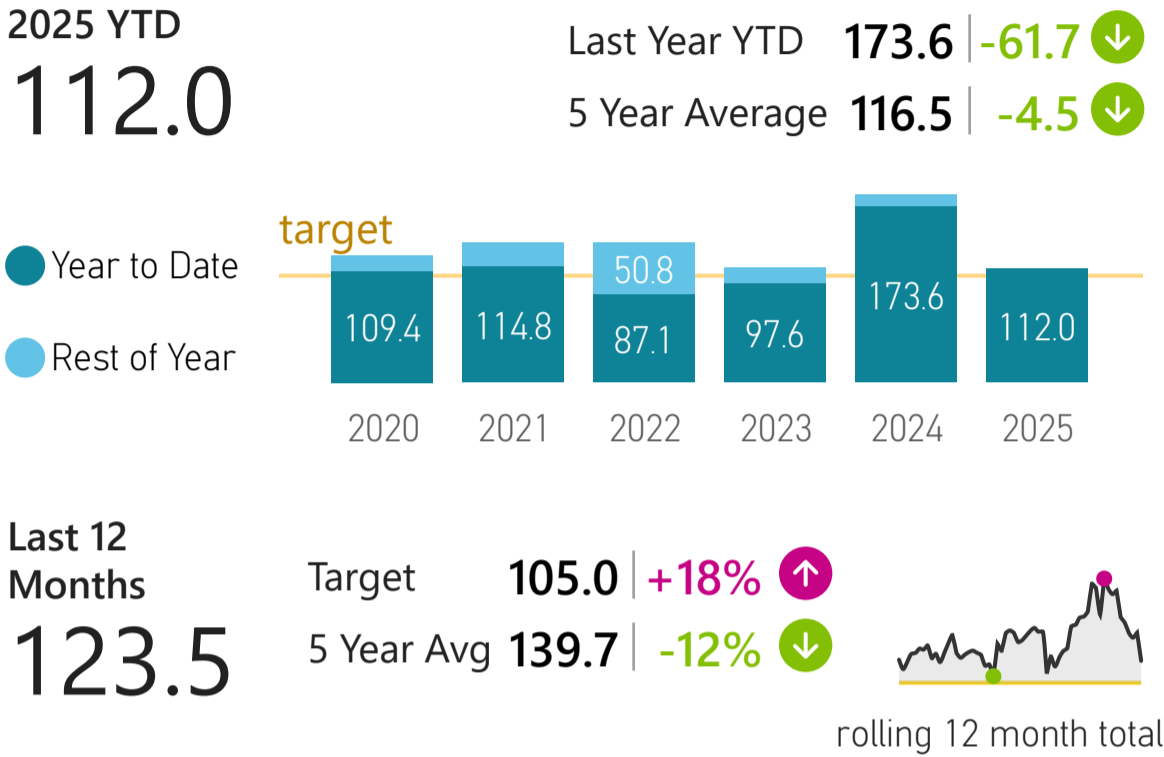 2025 YTD
112.0
Last Year YTD 173.6 -61.7
5 Year Average 116.5 -4.5
target
Year to Date
Rest of Year
109.4 114.8 50.8 87.1 97.6 173.6 112.0
2020 2021 2022 2023 2024 2025
Last 12
Months
123.5
Target 105.0 +18%
5 Year Avg 139.7 -12%
rolling 12 month total